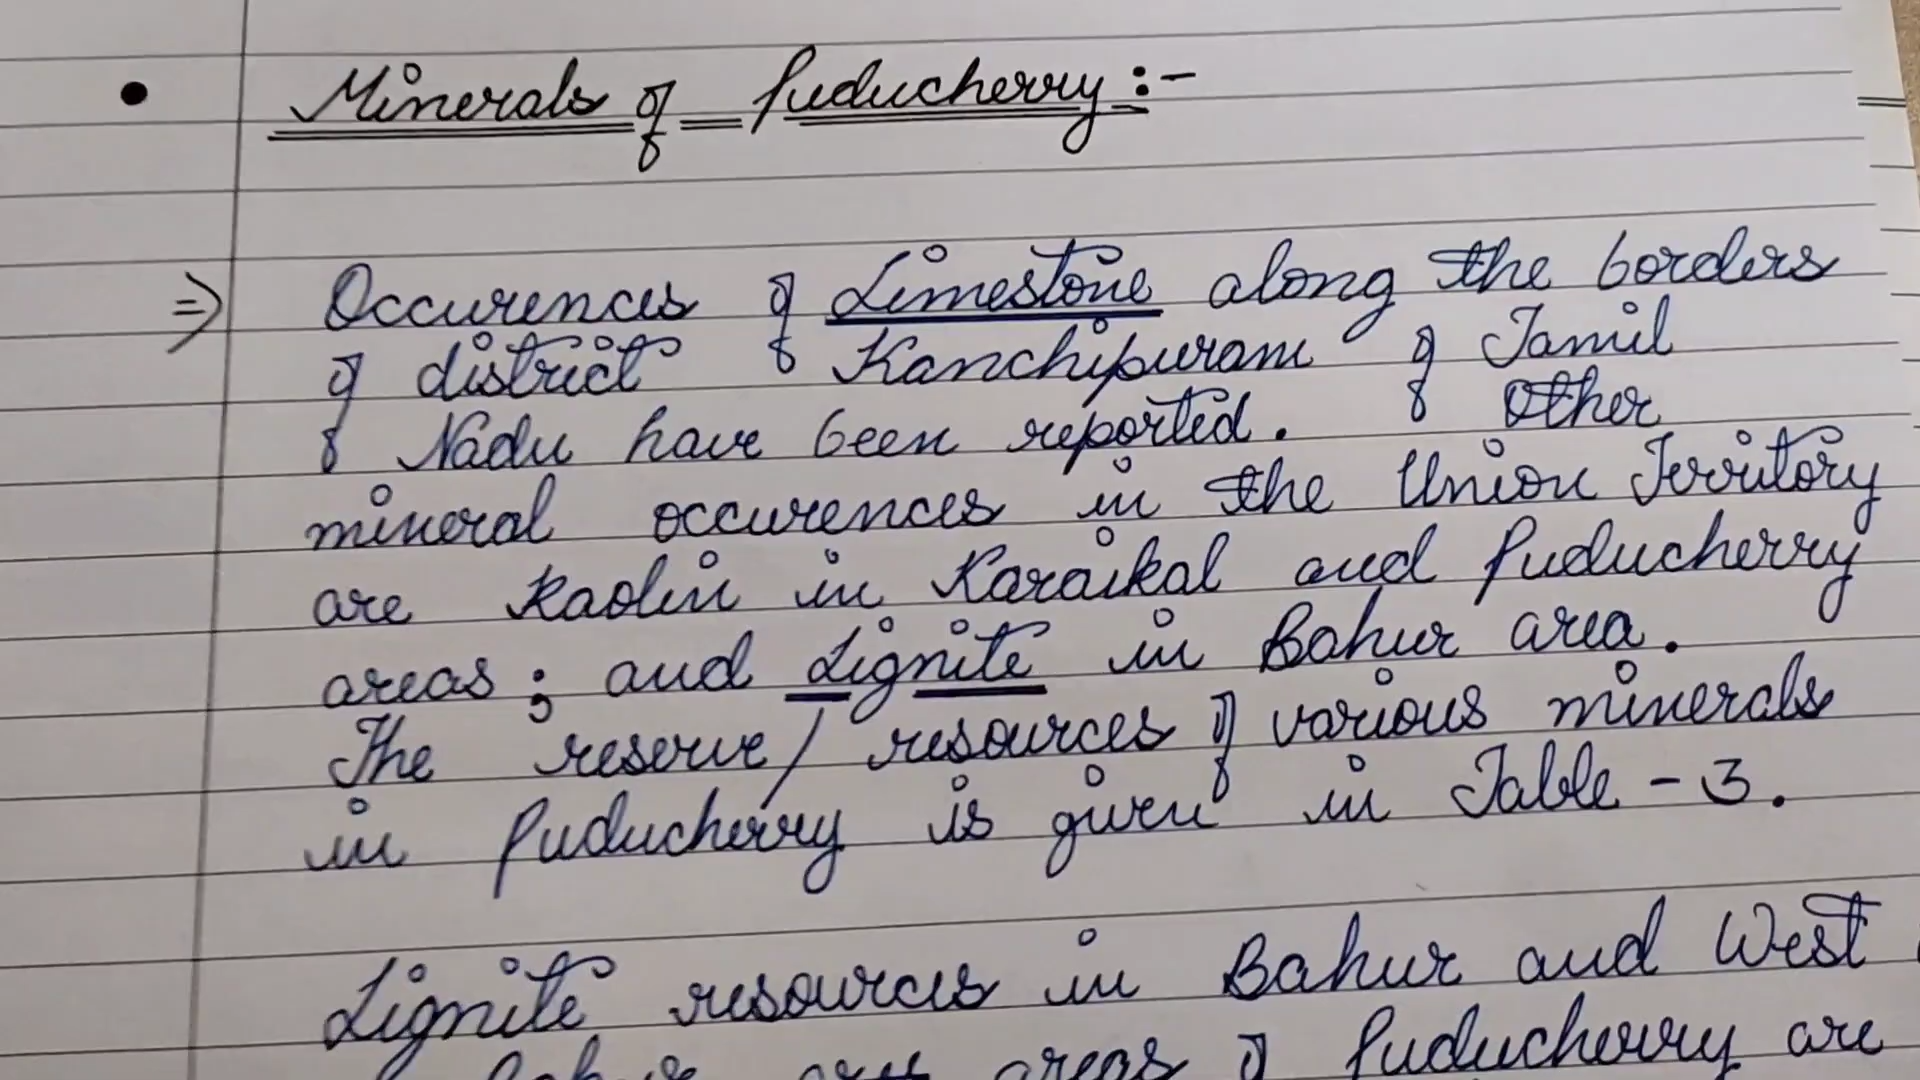 • Minerals of Puducherry :-
⇒ Occurences of Limestone along the borders
of district Kanchipuram of Tamil
Nadu have been reported. Other
mineral occurences in the Union Territory
are Kaolin in Karaikal and Puducherry
areas ; and Lignite in Bahur area.
The reserve / resources of various minerals
in Puducherry is given in Table - 3.
Lignite resources in Bahur and West
areas of Puducherry are